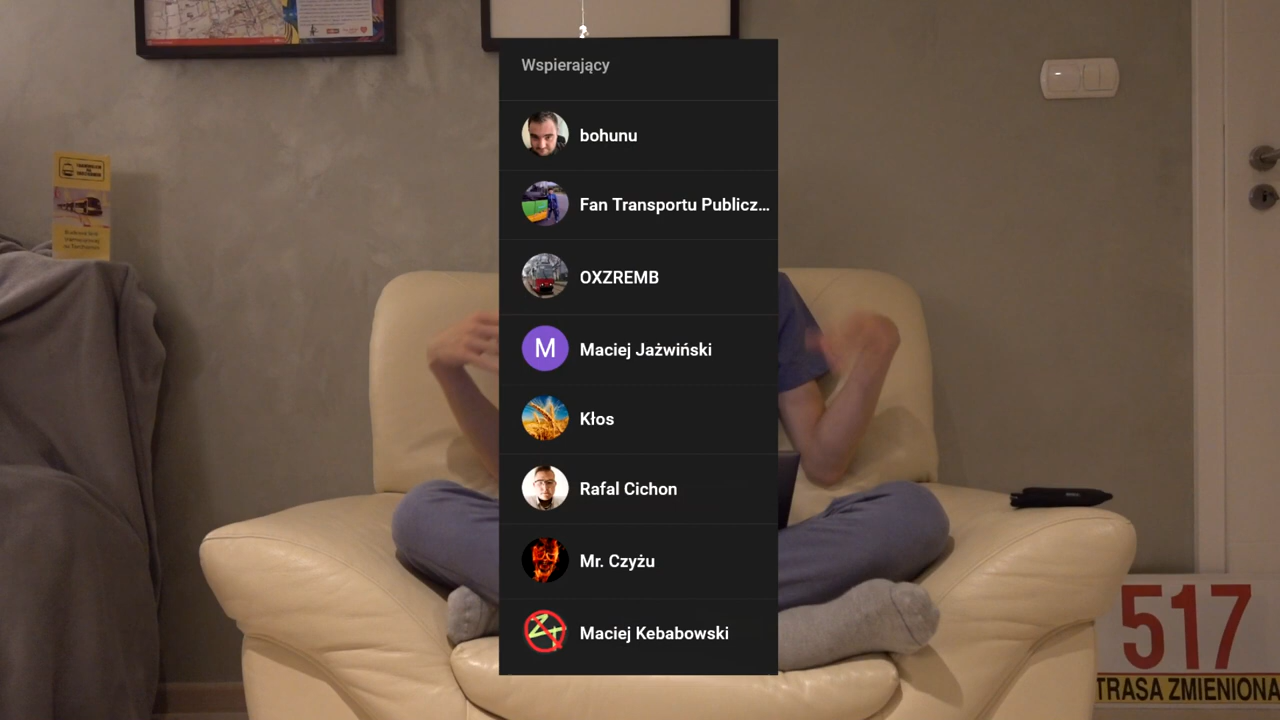 Wspierający
bohunu
Fan Transportu Publicz...
OXZREMB
M
Maciej Jażwiński
Kłos
Rafal Cichon
Mr. Czyżu
Maciej Kebabowski
517
TRASA ZMIENIONA